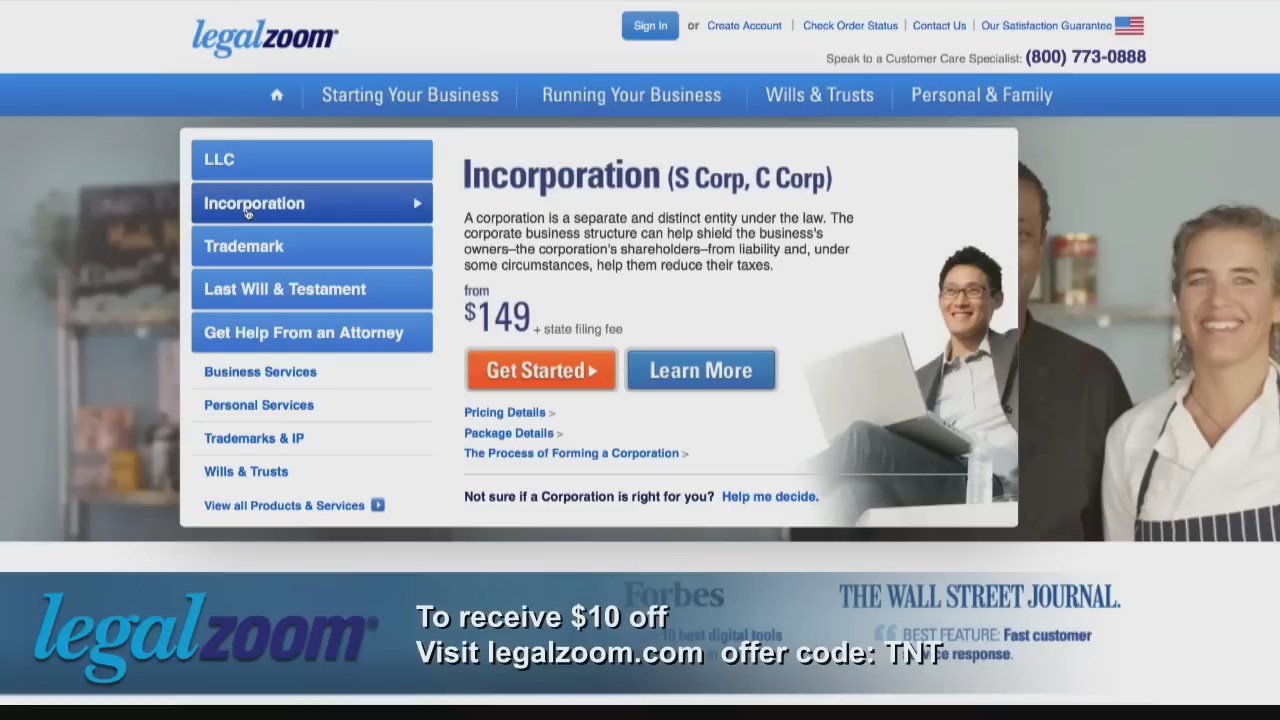 legalzoom
Sign In or Create Account | Check Order Status | Contact Us | Our Satisfaction Guarantee
Speak to a Customer Care Specialist: (800) 773-0888
Starting Your Business Running Your Business Wills & Trusts Personal & Family
LLC
Incorporation
Trademark
Last Will & Testament
Get Help From an Attorney
Business Services
Personal Services
Trademarks & IP
Wills & Trusts
View all Products & Services
Incorporation (S Corp, C Corp)
A corporation is a separate and distinct entity under the law. The
corporate business structure can help shield the business's
owners–the corporation's shareholders–from liability and, under
some circumstances, help them reduce their taxes.
from
$149 + state filing fee
Get Started
Learn More
Pricing Details >
Package Details >
The Process of Forming a Corporation >
Not sure if a Corporation is right for you? Help me decide.
legalzoom
To receive $10 off
Visit legalzoom.com offer code: TNT
Forbes
10 best digital tools
THE WALL STREET JOURNAL.
BEST FEATURE: Fast customer
response.